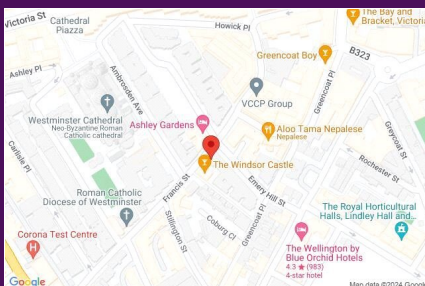 Victoria St
Cathedral
Piazza
Howick Pl
The Bay and
Bracket, Victoria
B323
Greencoat Boy
Ashley Pl
Ambrosden Ave
VCCP Group
Greencoat Pl
Westminster Cathedral
Neo-Byzantine Roman
Catholic cathedral
Ashley Gardens
Aloo Tama Nepalese
Nepalese
Greycoat St
Carlisle Pl
The Windsor Castle
Rochester St
Francis St
Emery Hill St
Roman Catholic
Diocese of Westminster
Stillington St
Coburg Cl
Greencoat Pl
The Royal Horticultural
Halls, Lindley Hall and...
Corona Test Centre
H
The Wellington by
Blue Orchid Hotels
4.3 ★ (983)
4-star hotel
Google
Map data ©2024 Google